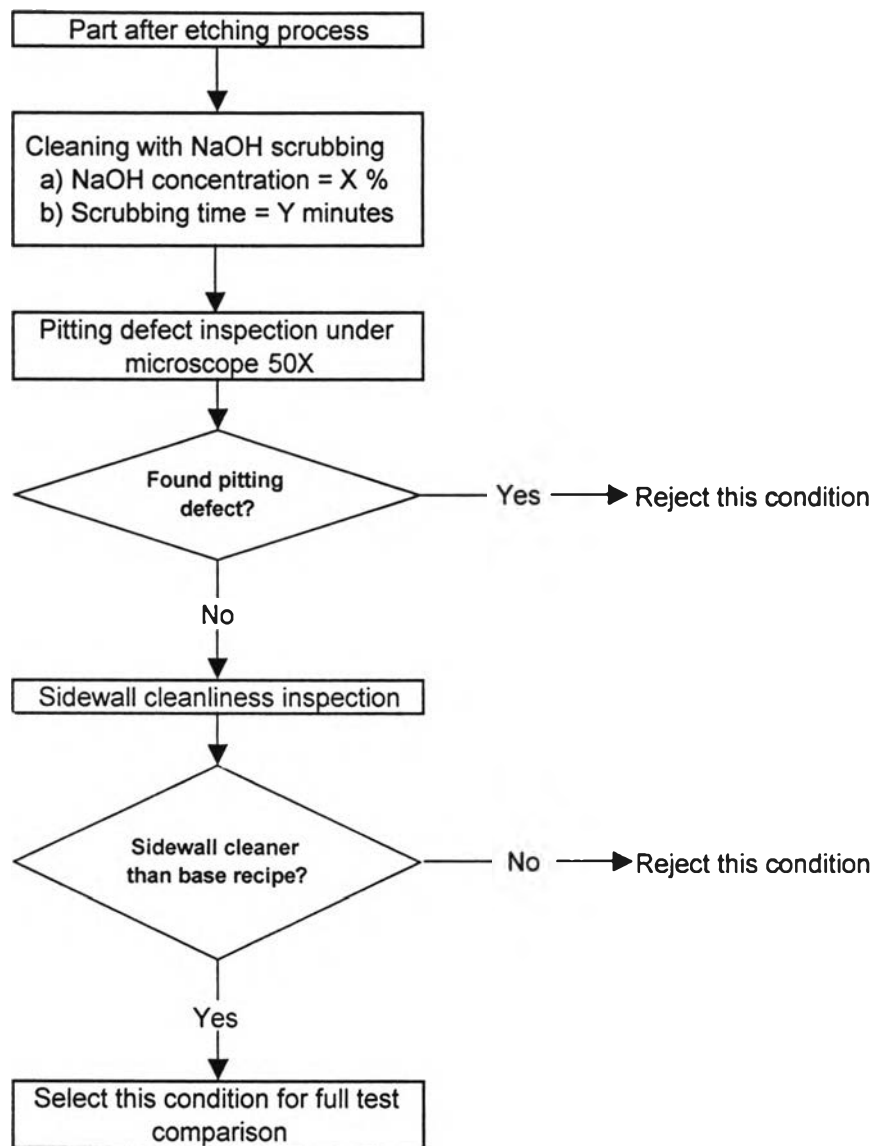 Part after etching process
Cleaning with NaOH scrubbing
a) NaOH concentration = X %
b) Scrubbing time = Y minutes
Pitting defect inspection under
microscope 50X
Found pitting
defect?
Yes
Reject this condition
No
Sidewall cleanliness inspection
Sidewall cleaner
than base recipe?
No
Reject this condition
Yes
Select this condition for full test
comparison